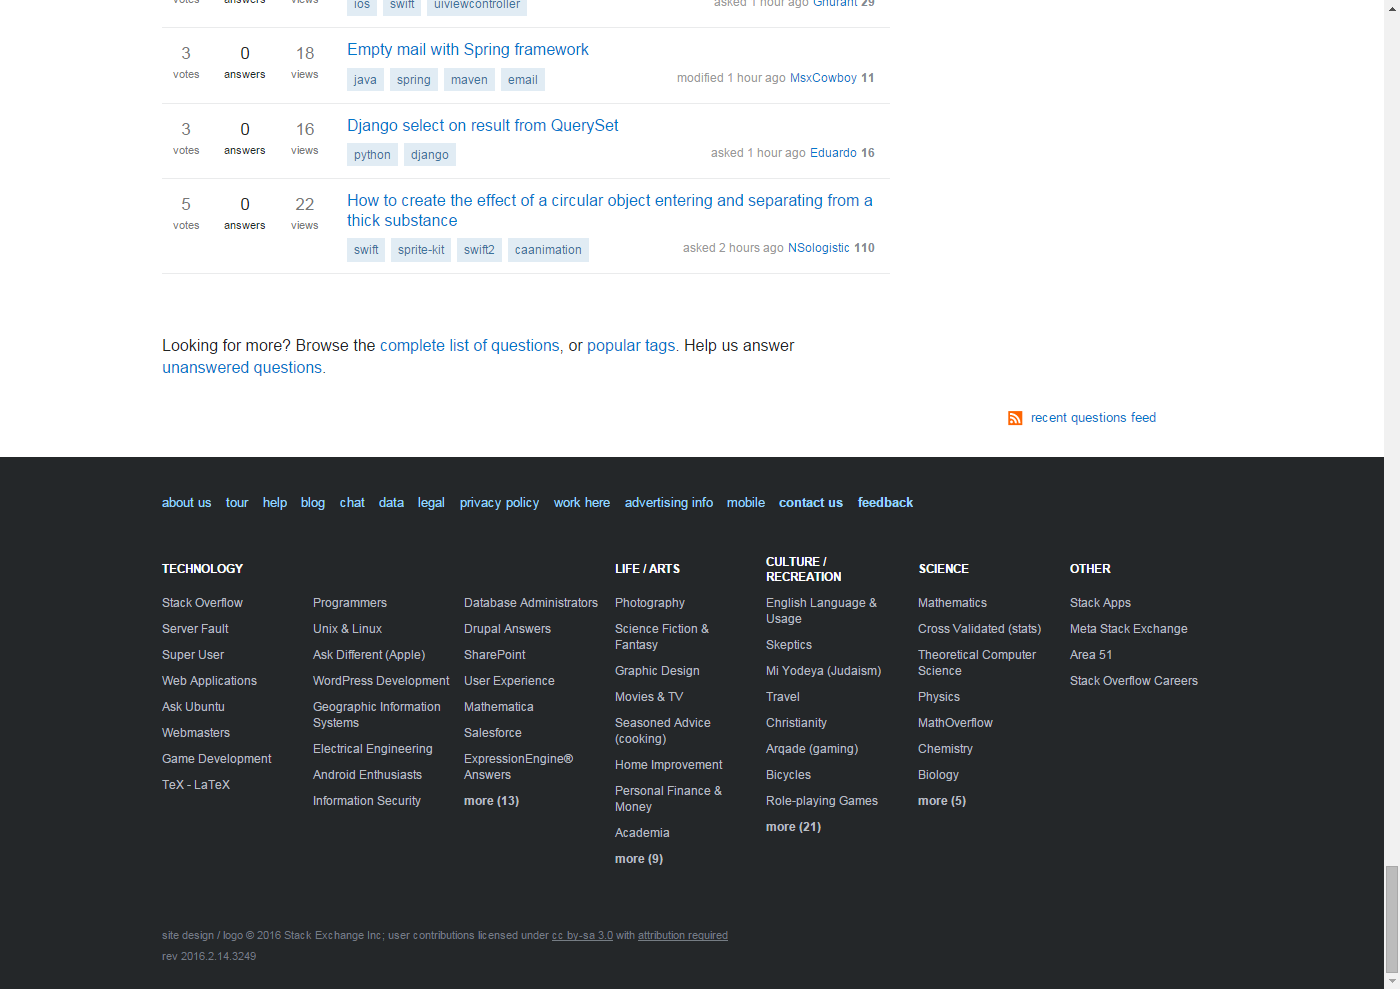 votes answers views ios swift uiviewcontroller asked 1 hour ago Ghurant 29
3 0 18 Empty mail with Spring framework
votes answers views java spring maven email modified 1 hour ago MsxCowboy 11
3 0 16 Django select on result from QuerySet
votes answers views python django asked 1 hour ago Eduardo 16
5 0 22 How to create the effect of a circular object entering and separating from a
votes answers views thick substance
swift sprite-kit swift2 caanimation asked 2 hours ago NSologistic 110
Looking for more? Browse the complete list of questions, or popular tags. Help us answer
unanswered questions.
recent questions feed
about us tour help blog chat data legal privacy policy work here advertising info mobile contact us feedback
TECHNOLOGY
Stack Overflow
Server Fault
Super User
Web Applications
Ask Ubuntu
Webmasters
Game Development
TeX - LaTeX
Programmers
Unix & Linux
Ask Different (Apple)
WordPress Development
Geographic Information
Systems
Electrical Engineering
Android Enthusiasts
Information Security
Database Administrators
Drupal Answers
SharePoint
User Experience
Mathematica
Salesforce
ExpressionEngine®
Answers
more (13)
LIFE / ARTS
Photography
Science Fiction &
Fantasy
Graphic Design
Movies & TV
Seasoned Advice
(cooking)
Home Improvement
Personal Finance &
Money
Academia
more (9)
CULTURE /
RECREATION
English Language &
Usage
Skeptics
Mi Yodeya (Judaism)
Travel
Christianity
Arqade (gaming)
Bicycles
Role-playing Games
more (21)
SCIENCE
Mathematics
Cross Validated (stats)
Theoretical Computer
Science
Physics
MathOverflow
Chemistry
Biology
more (5)
OTHER
Stack Apps
Meta Stack Exchange
Area 51
Stack Overflow Careers
site design / logo © 2016 Stack Exchange Inc; user contributions licensed under cc by-sa 3.0 with attribution required
rev 2016.2.14.3249